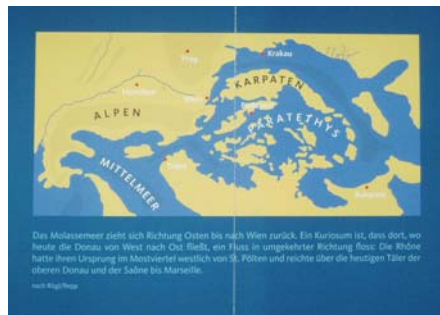 Prag
Krakau
KARPATEN
ALPEN
PARATETHYS
MITTELMEER
Das Molassemeer zieht sich Richtung Osten bis nach Wien zurück. Ein Kuriosum ist, dass dort, wo
heute die Donau von West nach Ost fließt, ein Fluss in umgekehrter Richtung floss: Die Rhône
hatte ihren Ursprung im Mostviertel westlich von St. Pölten und reichte über die heutigen Täler der
oberen Donau und der Saône bis Marseille.
nach Rögl/Repp